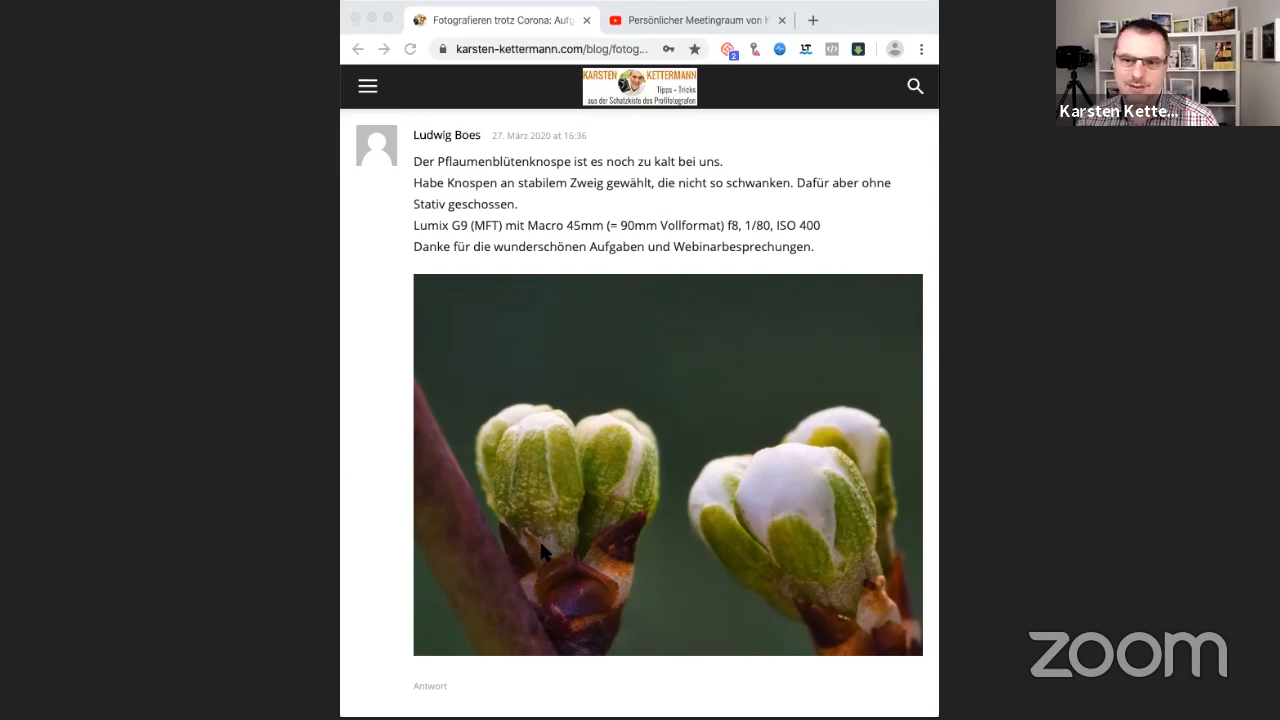 Fotografieren trotz Corona: Aufg
Persönlicher Meetingraum von K
karsten-kettermann.com/blog/fotog...
2
LT
KARSTEN KETTERMANN
Tipps + Tricks
aus der Schatzkiste des Profifotografen
Karsten Kette...
Ludwig Boes 27. März 2020 at 16:36
Der Pflaumenblütenknospe ist es noch zu kalt bei uns.
Habe Knospen an stabilem Zweig gewählt, die nicht so schwanken. Dafür aber ohne
Stativ geschossen.
Lumix G9 (MFT) mit Macro 45mm (= 90mm Vollformat) f8, 1/80, ISO 400
Danke für die wunderschönen Aufgaben und Webinarbesprechungen.
Antwort
zoom